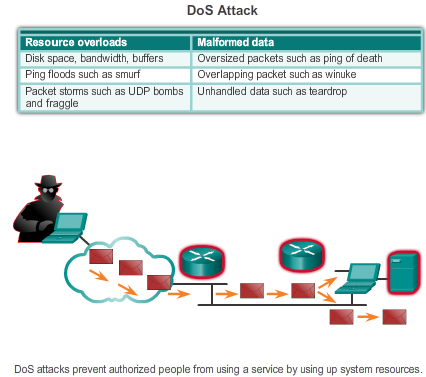 DoS Attack
Resource overloads Malformed data
Disk space, bandwidth, buffers Oversized packets such as ping of death
Ping floods such as smurf Overlapping packet such as winuke
Packet storms such as UDP bombs Unhandled data such as teardrop
and fraggle
DoS attacks prevent authorized people from using a service by using up system resources.